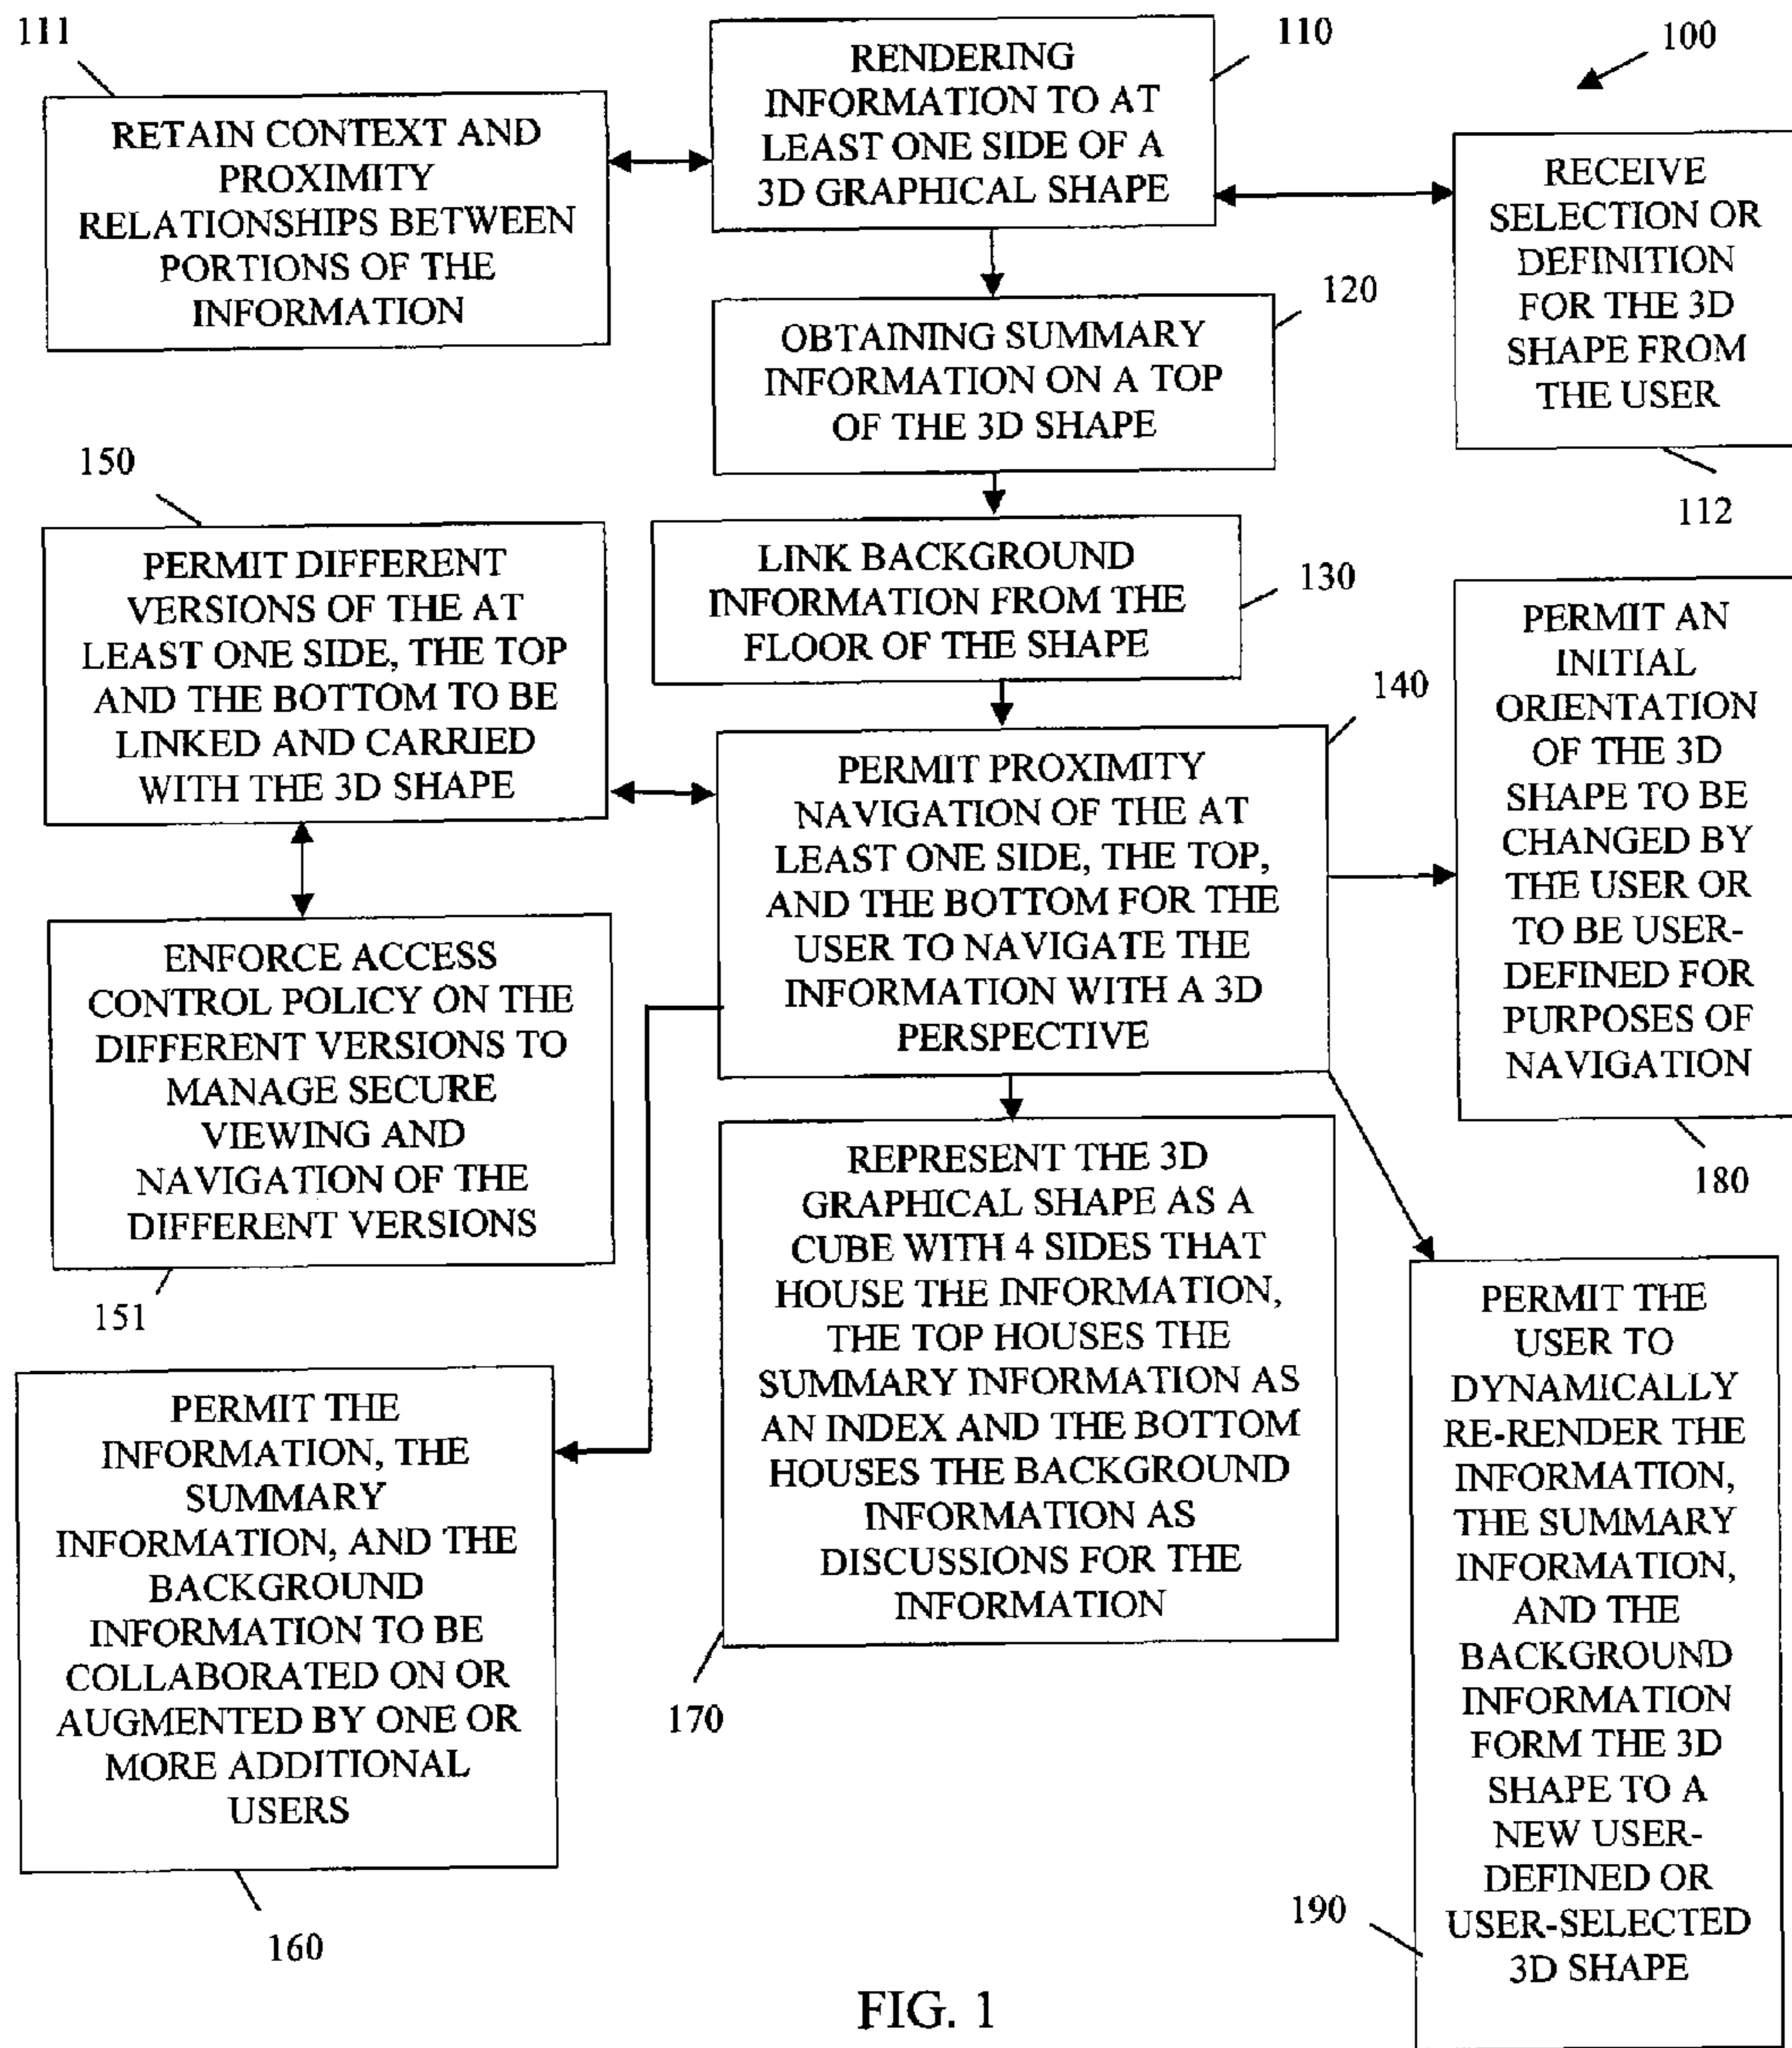 111
110
100
RENDERING
INFORMATION TO AT
LEAST ONE SIDE OF A
3D GRAPHICAL SHAPE
RETAIN CONTEXT AND
PROXIMITY
RELATIONSHIPS BETWEEN
PORTIONS OF THE
INFORMATION
RECEIVE
SELECTION OR
DEFINITION
FOR THE 3D
SHAPE FROM
THE USER
112
120
OBTAINING SUMMARY
INFORMATION ON A TOP
OF THE 3D SHAPE
150
PERMIT DIFFERENT
VERSIONS OF THE AT
LEAST ONE SIDE, THE TOP
AND THE BOTTOM TO BE
LINKED AND CARRIED
WITH THE 3D SHAPE
LINK BACKGROUND
INFORMATION FROM THE
FLOOR OF THE SHAPE
130
140
PERMIT PROXIMITY
NAVIGATION OF THE AT
LEAST ONE SIDE, THE TOP,
AND THE BOTTOM FOR THE
USER TO NAVIGATE THE
INFORMATION WITH A 3D
PERSPECTIVE
PERMIT AN
INITIAL
ORIENTATION
OF THE 3D
SHAPE TO BE
CHANGED BY
THE USER OR
TO BE USER-
DEFINED FOR
PURPOSES OF
NAVIGATION
180
ENFORCE ACCESS
CONTROL POLICY ON THE
DIFFERENT VERSIONS TO
MANAGE SECURE
VIEWING AND
NAVIGATION OF THE
DIFFERENT VERSIONS
151
REPRESENT THE 3D
GRAPHICAL SHAPE AS A
CUBE WITH 4 SIDES THAT
HOUSE THE INFORMATION,
THE TOP HOUSES THE
SUMMARY INFORMATION AS
AN INDEX AND THE BOTTOM
HOUSES THE BACKGROUND
INFORMATION AS
DISCUSSIONS FOR THE
INFORMATION
170
PERMIT THE
INFORMATION, THE
SUMMARY
INFORMATION, AND THE
BACKGROUND
INFORMATION TO BE
COLLABORATED ON OR
AUGMENTED BY ONE OR
MORE ADDITIONAL
USERS
160
PERMIT THE
USER TO
DYNAMICALLY
RE-RENDER THE
INFORMATION,
THE SUMMARY
INFORMATION,
AND THE
BACKGROUND
INFORMATION
FORM THE 3D
SHAPE TO A
NEW USER-
DEFINED OR
USER-SELECTED
3D SHAPE
190
FIG. 1